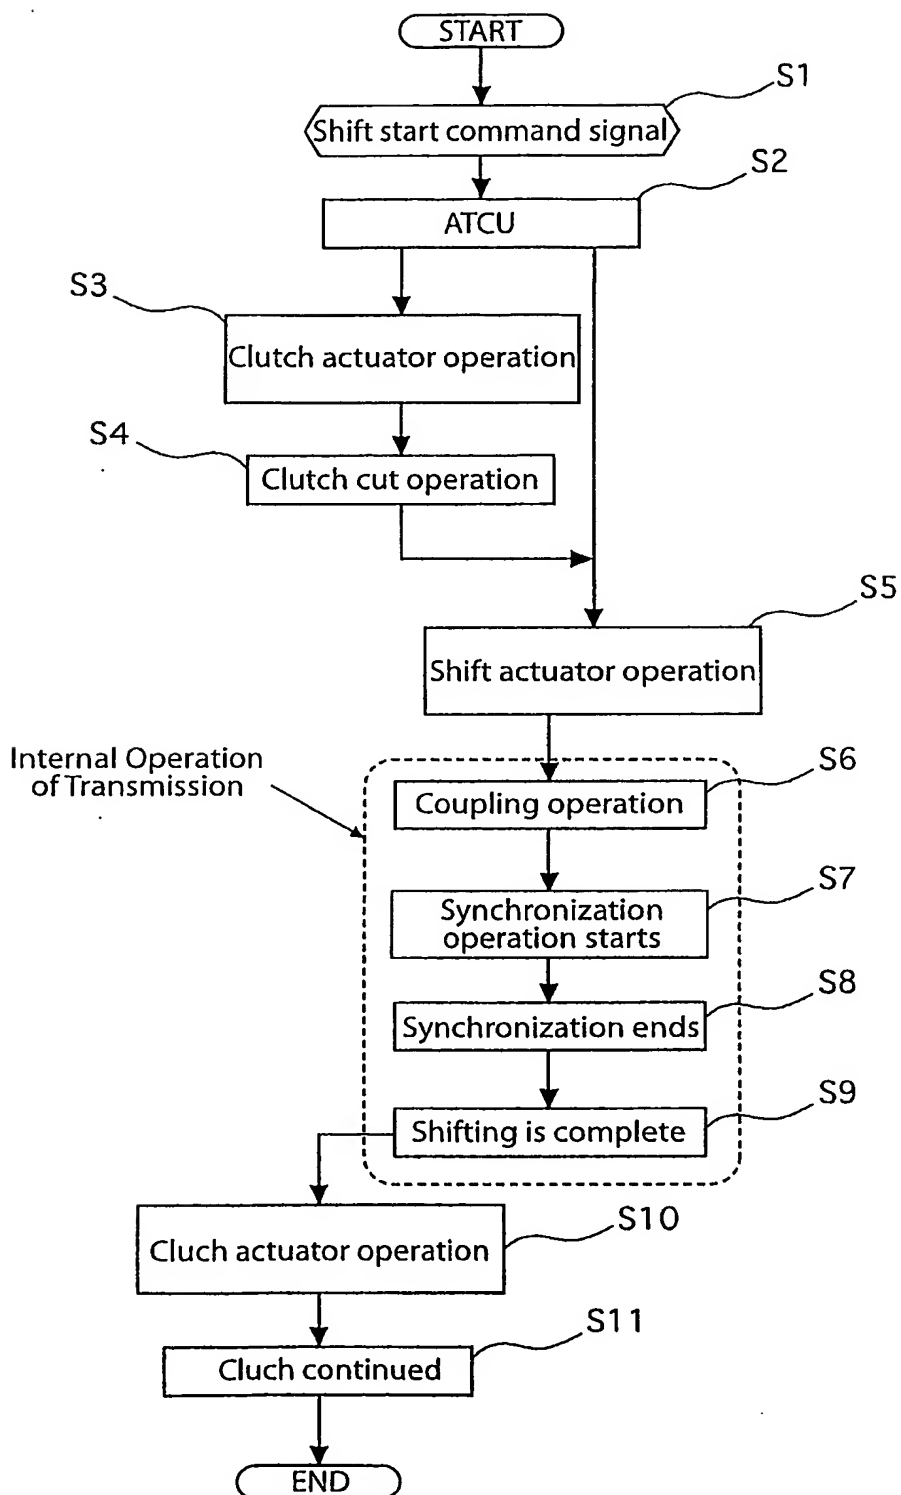 START
S1
Shift start command signal
S2
ATCU
S3
Clutch actuator operation
S4
Clutch cut operation
S5
Shift actuator operation
Internal Operation
of Transmission
S6
Coupling operation
S7
Synchronization
operation starts
S8
Synchronization ends
S9
Shifting is complete
S10
Cluch actuator operation
S11
Cluch continued
END